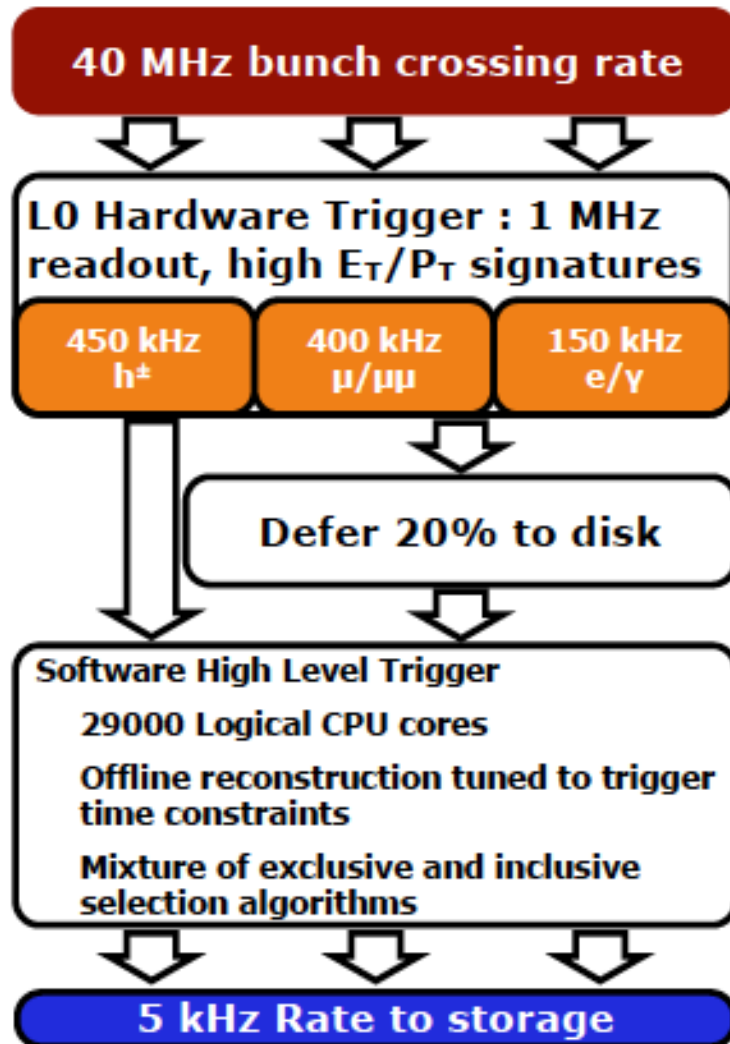 40 MHz bunch crossing rate
L0 Hardware Trigger : 1 MHz
readout, high Eᴛ/Pᴛ signatures
450 kHz
h±
400 kHz
µ/µµ
150 kHz
e/γ
Defer 20% to disk
Software High Level Trigger
29000 Logical CPU cores
Offline reconstruction tuned to trigger
time constraints
Mixture of exclusive and inclusive
selection algorithms
5 kHz Rate to storage